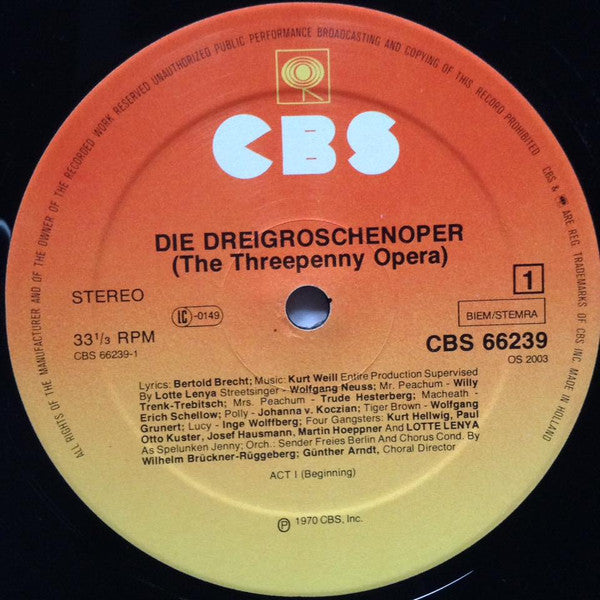 ALL RIGHTS OF THE MANUFACTURER AND OF THE OWNER OF THE RECORDED WORK RESERVED UNAUTHORIZED PUBLIC PERFORMANCE BROADCASTING AND COPYING OF THIS RECORD PROHIBITED
CBS & ARE REG. TRADEMARKS OF CBS INC. MADE IN HOLLAND
CBS
DIE DREIGROSCHENOPER
(The Threepenny Opera)
STEREO
LC -0149
1
BIEM/STEMRA
33⅓ RPM
CBS 66239-1
CBS 66239
OS 2003
Lyrics: Bertold Brecht; Music: Kurt Weill Entire Production Supervised
By Lotte Lenya Streetsinger - Wolfgang Neuss; Mr. Peachum - Willy
Trenk-Trebitsch; Mrs. Peachum - Trude Hesterberg; Macheath -
Erich Schellow; Polly - Johanna v. Koczian; Tiger Brown - Wolfgang
Grunert; Lucy - Inge Wolffberg; Four Gangsters: Kurt Hellwig, Paul
Otto Kuster, Josef Hausmann, Martin Hoeppner and LOTTE LENYA
As Spelunken Jenny; Orch.: Sender Freies Berlin And Chorus Cond. By
Wilhelm Brückner-Rüggeberg; Günther Arndt, Choral Director
ACT I (Beginning)
Ⓟ 1970 CBS, Inc.